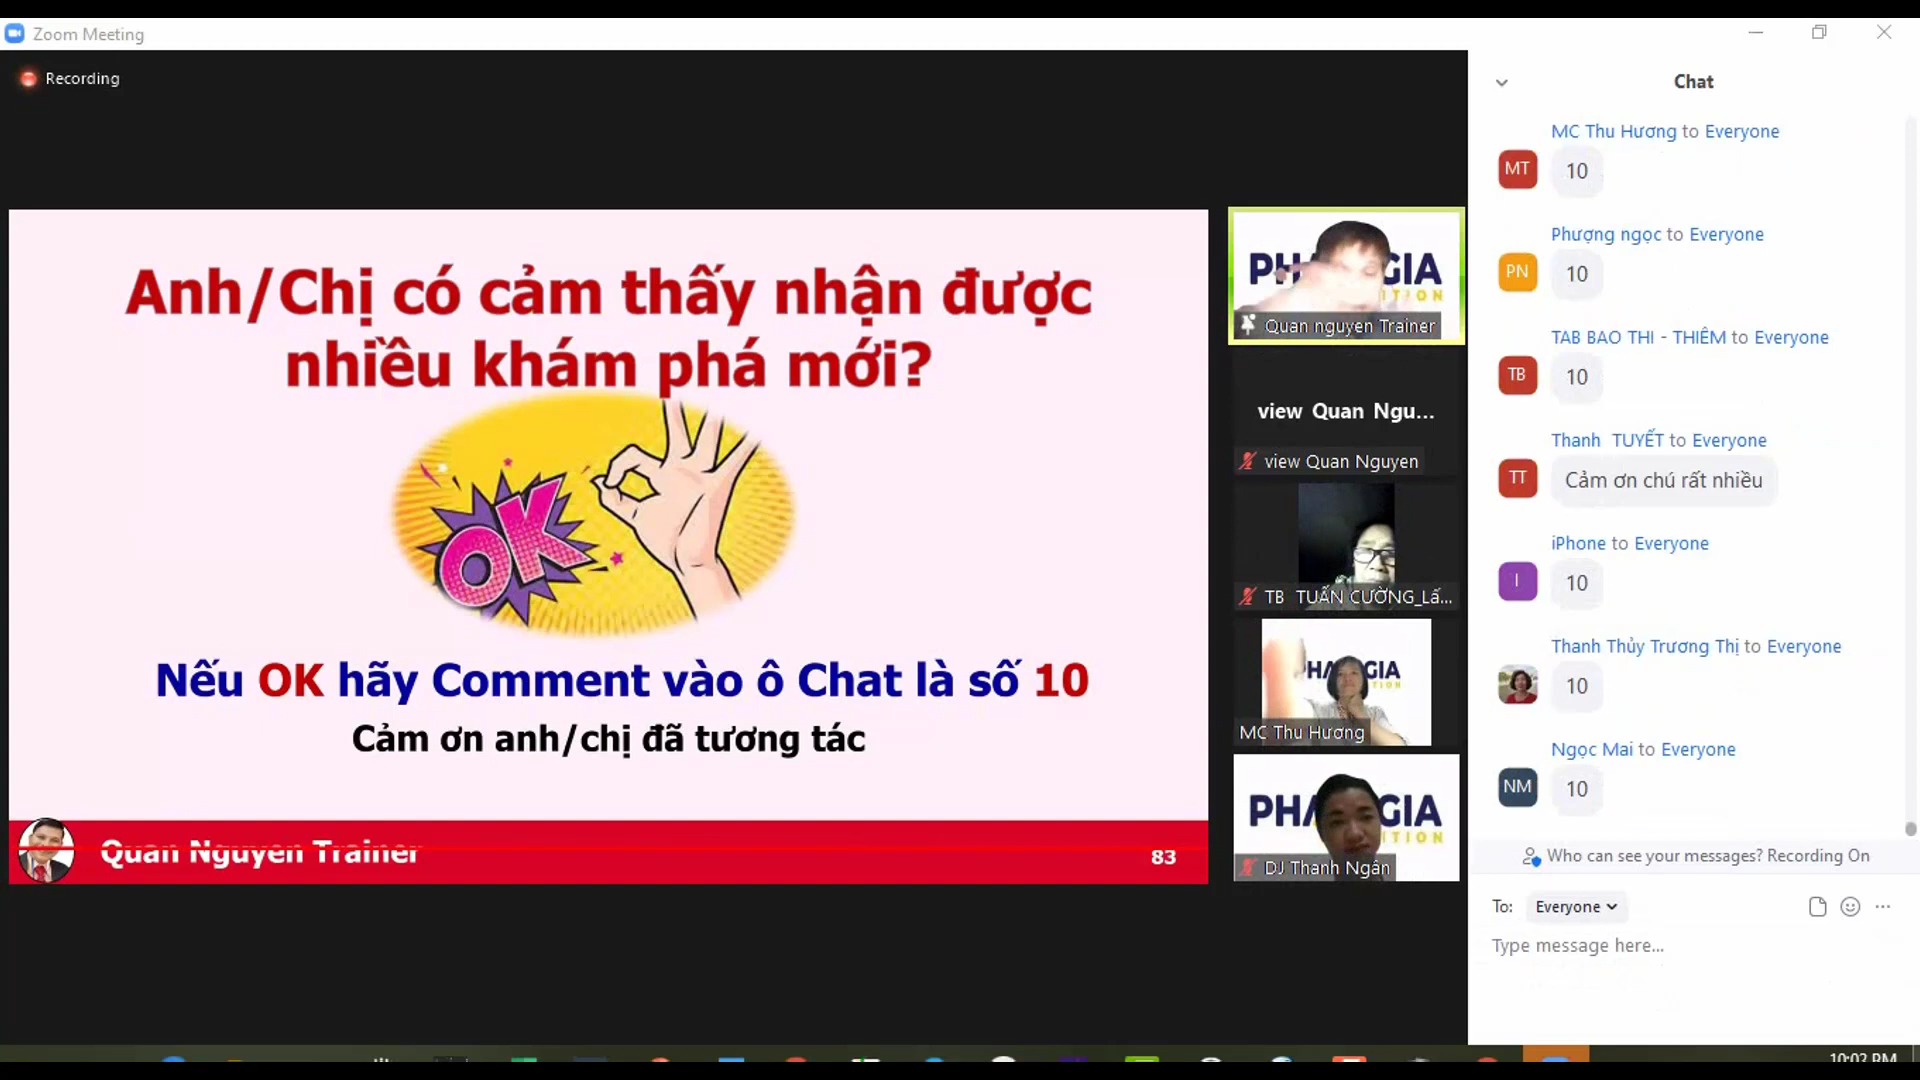 Zoom Meeting
Recording
Anh/Chị có cảm thấy nhận được
nhiều khám phá mới?
OK
Nếu OK hãy Comment vào ô Chat là số 10
Cảm ơn anh/chị đã tương tác
Quan Nguyen Trainer
83
Quan nguyen Trainer
view Quan Ngu...
view Quan Nguyen
TB TUẤN CƯỜNG_Lấ...
MC Thu Hương
DJ Thanh Ngân
Chat
MC Thu Hương to Everyone
MT
10
Phượng ngọc to Everyone
PN
10
TAB BAO THI - THIÊM to Everyone
TB
10
Thanh TUYẾT to Everyone
TT
Cảm ơn chú rất nhiều
iPhone to Everyone
I
10
Thanh Thủy Trương Thị to Everyone
10
Ngọc Mai to Everyone
NM
10
Who can see your messages? Recording On
To: Everyone
Type message here...
10:02 PM